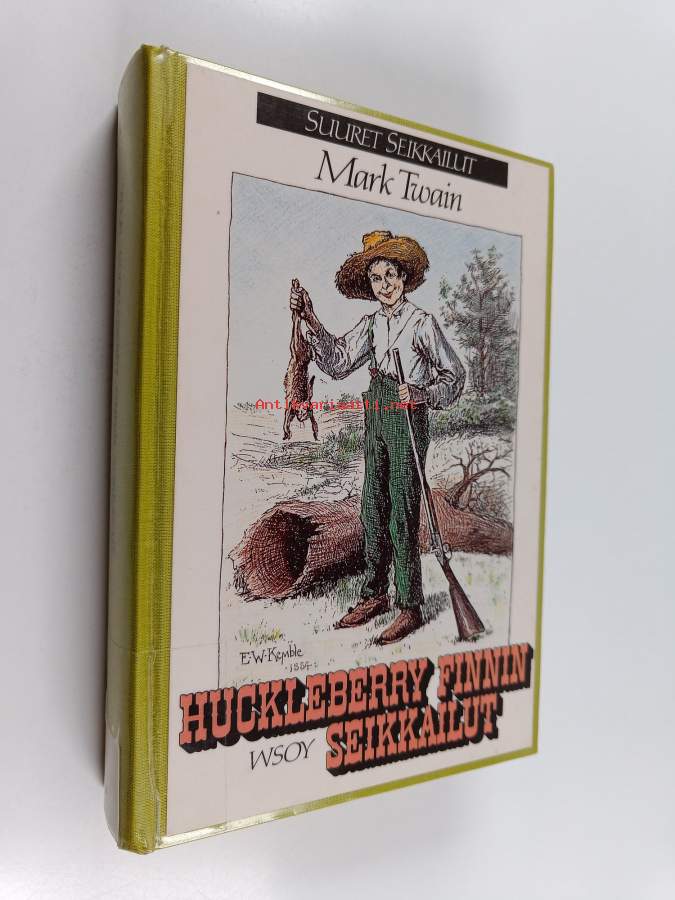 SUURET SEIKKAILUT
Mark Twain
Antikvariaatti.net
E.W.Kemble
1884
HUCKLEBERRY FINNIN
WSOY SEIKKAILUT